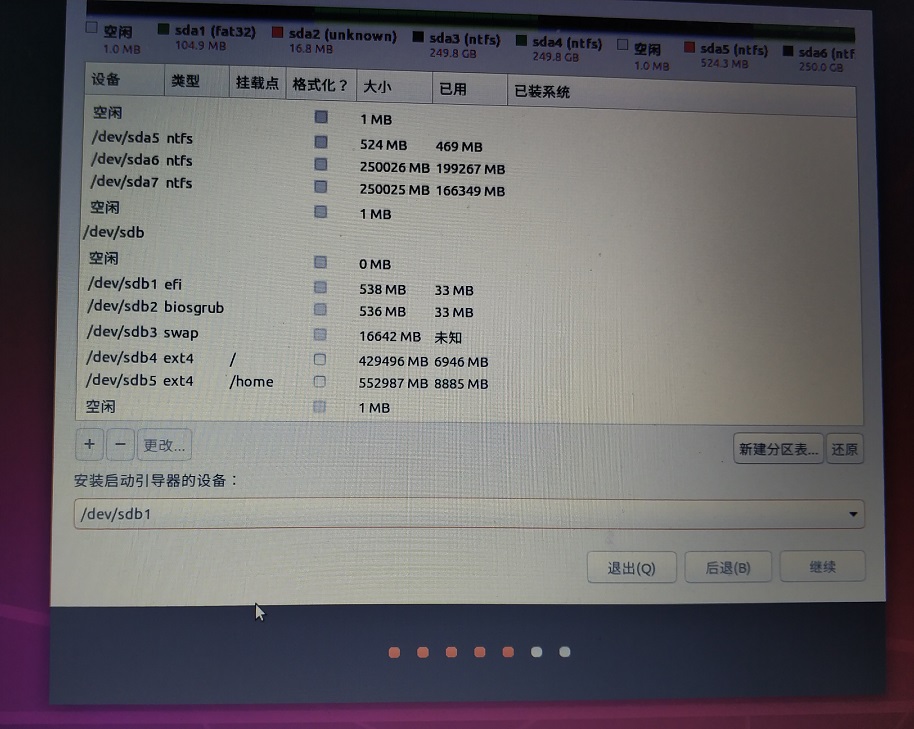 空闲 sda1 (fat32) sda2 (unknown) sda3 (ntfs) sda4 (ntfs) 空闲 sda5 (ntfs) sda6 (ntf
1.0 MB 104.9 MB 16.8 MB 249.8 GB 249.8 GB 1.0 MB 524.3 MB 250.0 GB
设备 类型 挂载点 格式化？ 大小 已用 已装系统
空闲 1 MB
/dev/sda5 ntfs 524 MB 469 MB
/dev/sda6 ntfs 250026 MB 199267 MB
/dev/sda7 ntfs 250025 MB 166349 MB
空闲 1 MB
/dev/sdb
空闲 0 MB
/dev/sdb1 efi 538 MB 33 MB
/dev/sdb2 biosgrub 536 MB 33 MB
/dev/sdb3 swap 16642 MB 未知
/dev/sdb4 ext4 / 429496 MB 6946 MB
/dev/sdb5 ext4 /home 552987 MB 8885 MB
空闲 1 MB
+ − 更改... 新建分区表... 还原
安装启动引导器的设备：
/dev/sdb1
退出(Q) 后退(B) 继续